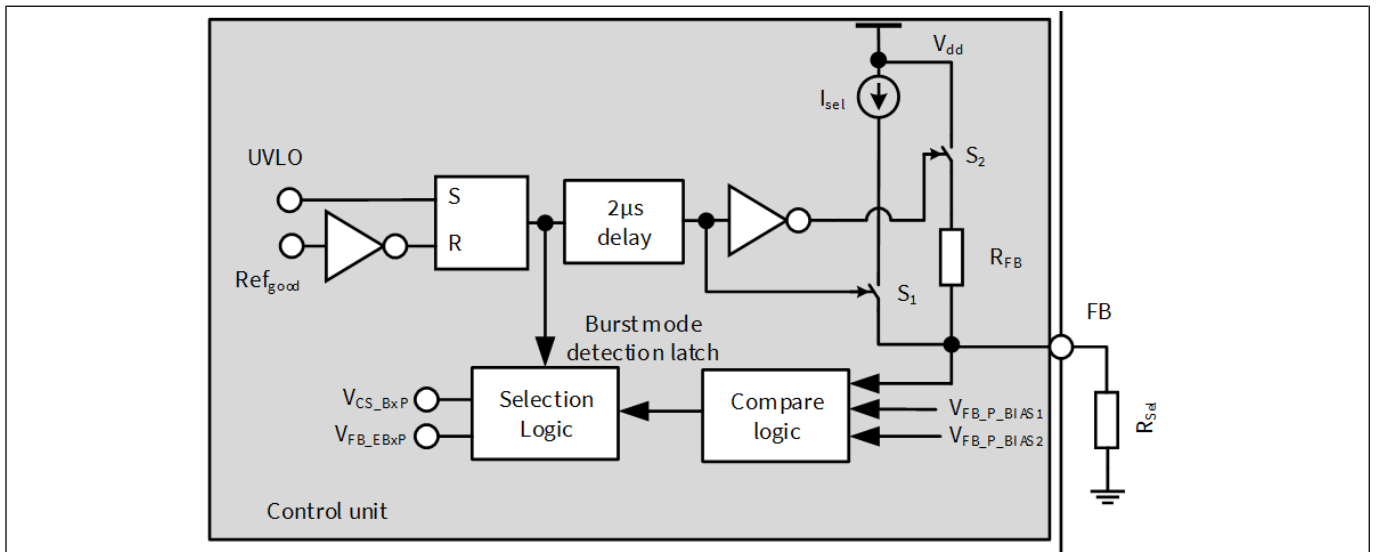 Vdd
Isel
UVLO
S2
S
2µs
delay
R
RFB
Refgood
S1
FB
Burst mode
detection latch
VCS_BxP
Selection
Logic
Compare
logic
VFB_P_BIAS1
VFB_EBxP
VFB_P_BIAS2
RSel
Control unit